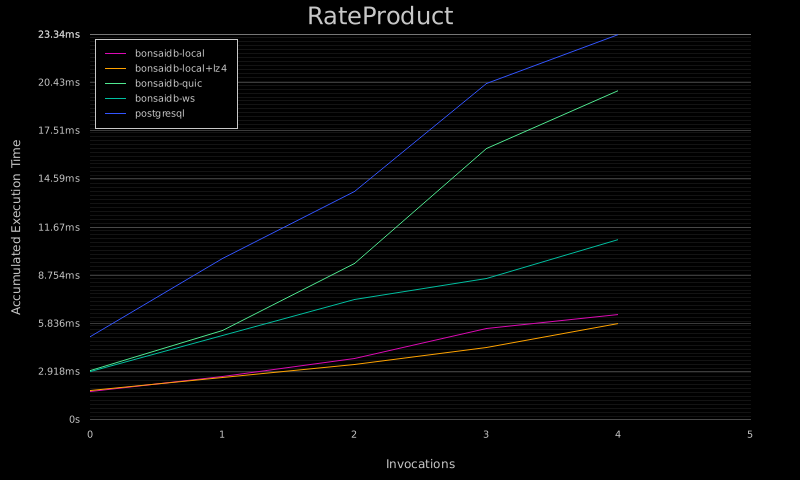 RateProduct
23.34ms
20.43ms
17.51ms
14.59ms
11.67ms
8.754ms
5.836ms
2.918ms
0s
bonsaidb-local
bonsaidb-local+lz4
bonsaidb-quic
bonsaidb-ws
postgresql
Accumulated Execution Time
0 1 2 3 4 5
Invocations